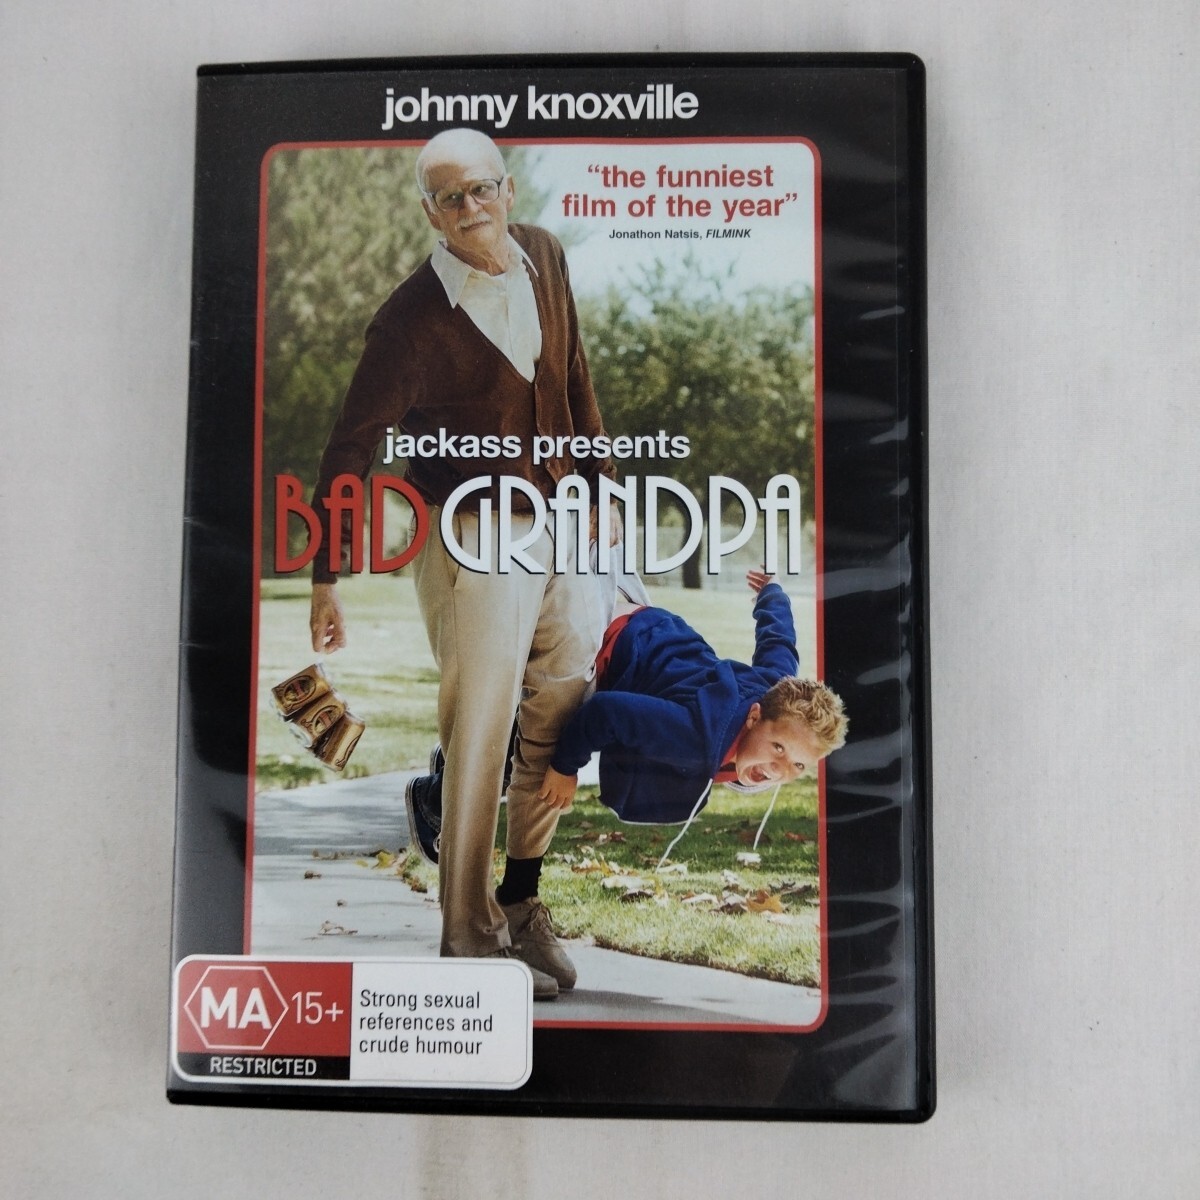 johnny knoxville
“the funniest
film of the year”
Jonathon Natsis, FILMINK
jackass presents
BAD GRANDPA
MA 15+
RESTRICTED
Strong sexual
references and
crude humour